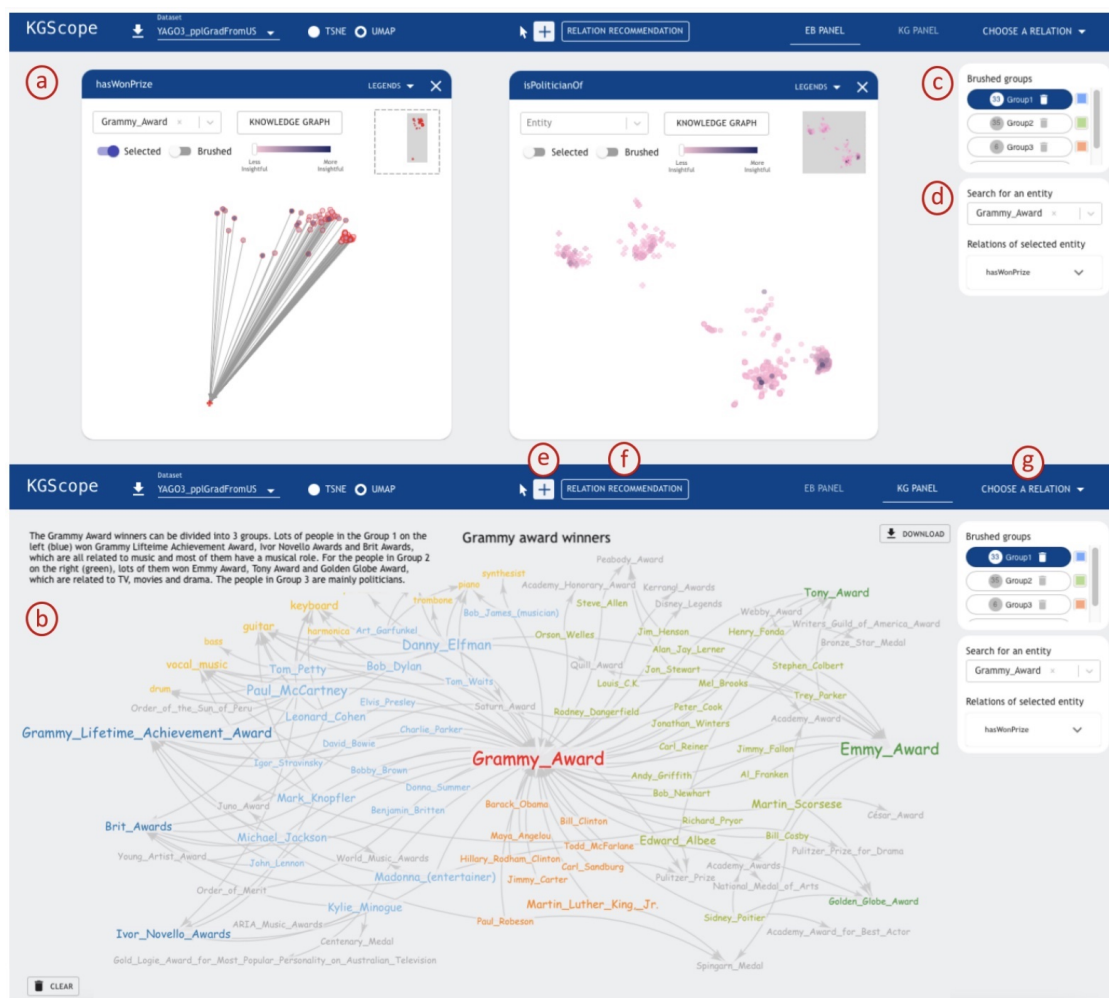 KGScope
Dataset
YAGO3_pplGradFromUS
TSNE
UMAP
RELATION RECOMMENDATION
EB PANEL
KG PANEL
CHOOSE A RELATION
a
hasWonPrize
LEGENDS
Grammy_Award
KNOWLEDGE GRAPH
Selected
Brushed
Less Insightful
More Insightful
isPoliticianOf
LEGENDS
Entity
KNOWLEDGE GRAPH
Selected
Brushed
Less Insightful
More Insightful
c
Brushed groups
33 Group1
Group2
6 Group3
d
Search for an entity
Grammy_Award
Relations of selected entity
hasWonPrize
e
f
g
KGScope
Dataset
YAGO3_pplGradFromUS
TSNE
UMAP
RELATION RECOMMENDATION
EB PANEL
KG PANEL
CHOOSE A RELATION
The Grammy Award winners can be divided into 3 groups. Lots of people in the Group 1 on the
left (blue) won Grammy Lifteime Achievement Award, Ivor Novello Awards and Brit Awards,
which are all related to music and most of them have a musical role. For the people in Group 2
on the right (green), lots of them won Emmy Award, Tony Award and Golden Globe Award,
which are related to TV, movies and drama. The people in Group 3 are mainly politicians.
b
Grammy award winners
DOWNLOAD
Peabody_Award
synthesist
piano
Academy_Honorary_Award
Kerrang!_Awards
Tony_Award
trombone
Steve_Allen
Disney_Legends
keyboard
Bob_James_(musician)
Webby_Award
guitar
harmonica
Art_Garfunkel
Orson_Welles
Jim_Henson
Henry_Fonda
Writers_Guild_of_America_Award
bass
Danny_Elfman
Alan_Jay_Lerner
Bronze_Star_Medal
vocal_music
Tom_Petty
Bob_Dylan
Quill_Award
Jon_Stewart
Stephen_Colbert
drum
Paul_McCartney
Tom_Waits
Louis_C.K.
Mel_Brooks
Trey_Parker
Order_of_the_Sun_of_Peru
Elvis_Presley
Saturn_Award
Rodney_Dangerfield
Peter_Cook
Leonard_Cohen
Jonathan_Winters
Academy_Award
Grammy_Lifetime_Achievement_Award
Charlie_Parker
David_Bowie
Carl_Reiner
Jimmy_Fallon
Emmy_Award
Igor_Stravinsky
Bobby_Brown
Grammy_Award
Andy_Griffith
Al_Franken
Donna_Summer
Bob_Newhart
Juno_Award
Mark_Knopfler
Benjamin_Britten
Barack_Obama
Martin_Scorsese
Brit_Awards
Bill_Clinton
Richard_Pryor
César_Award
Michael_Jackson
Maya_Angelou
Todd_McFarlane
Edward_Albee
Bill_Cosby
Young_Artist_Award
John_Lennon
World_Music_Awards
Hillary_Rodham_Clinton
Carl_Sandburg
Pulitzer_Prize_for_Drama
Madonna_(entertainer)
Jimmy_Carter
Pulitzer_Prize
Academy_Awards
Order_of_Merit
National_Medal_of_Arts
Kylie_Minogue
Martin_Luther_King,_Jr.
Golden_Globe_Award
Ivor_Novello_Awards
ARIA_Music_Awards
Paul_Robeson
Sidney_Poitier
Centenary_Medal
Academy_Award_for_Best_Actor
Gold_Logie_Award_for_Most_Popular_Personality_on_Australian_Television
Spingarn_Medal
CLEAR
Brushed groups
33 Group1
Group2
6 Group3
Search for an entity
Grammy_Award
Relations of selected entity
hasWonPrize